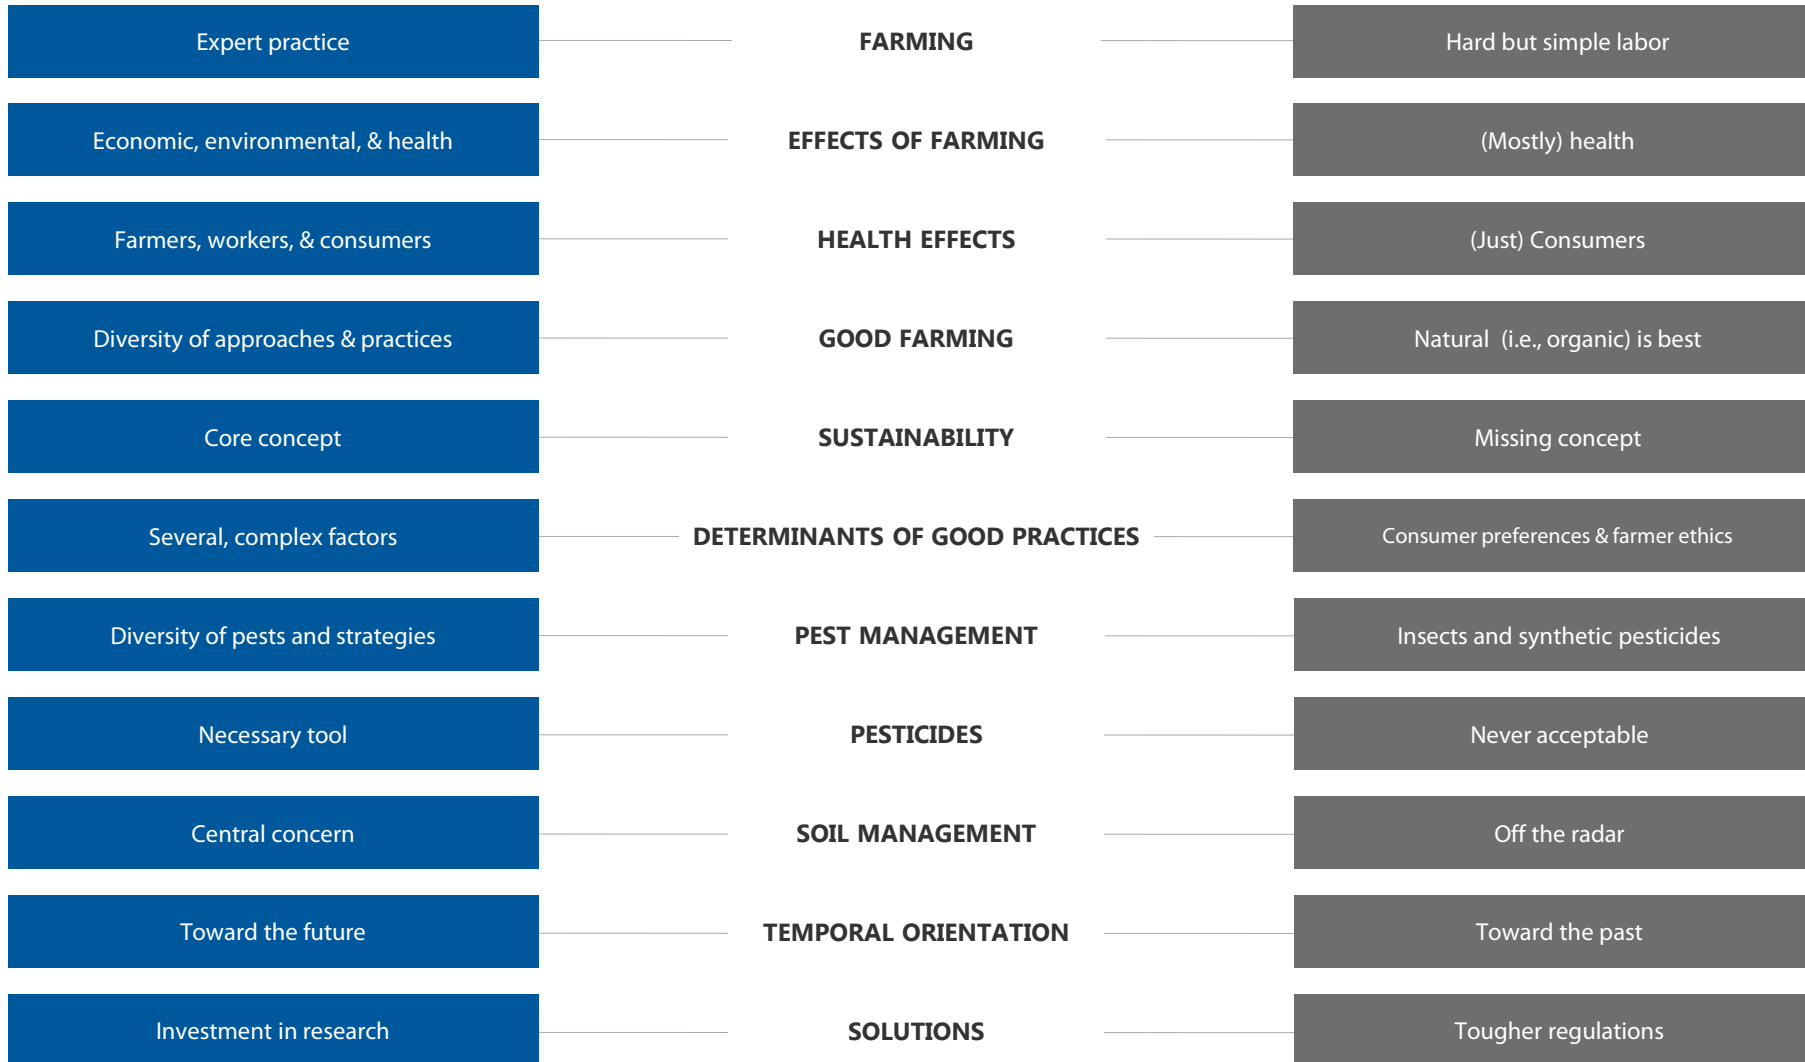 Expert practice
FARMING
Hard but simple labor
Economic, environmental, & health
EFFECTS OF FARMING
(Mostly) health
Farmers, workers, & consumers
HEALTH EFFECTS
(Just) Consumers
Diversity of approaches & practices
GOOD FARMING
Natural (i.e., organic) is best
Core concept
SUSTAINABILITY
Missing concept
Several, complex factors
DETERMINANTS OF GOOD PRACTICES
Consumer preferences & farmer ethics
Diversity of pests and strategies
PEST MANAGEMENT
Insects and synthetic pesticides
Necessary tool
PESTICIDES
Never acceptable
Central concern
SOIL MANAGEMENT
Off the radar
Toward the future
TEMPORAL ORIENTATION
Toward the past
Investment in research
SOLUTIONS
Tougher regulations